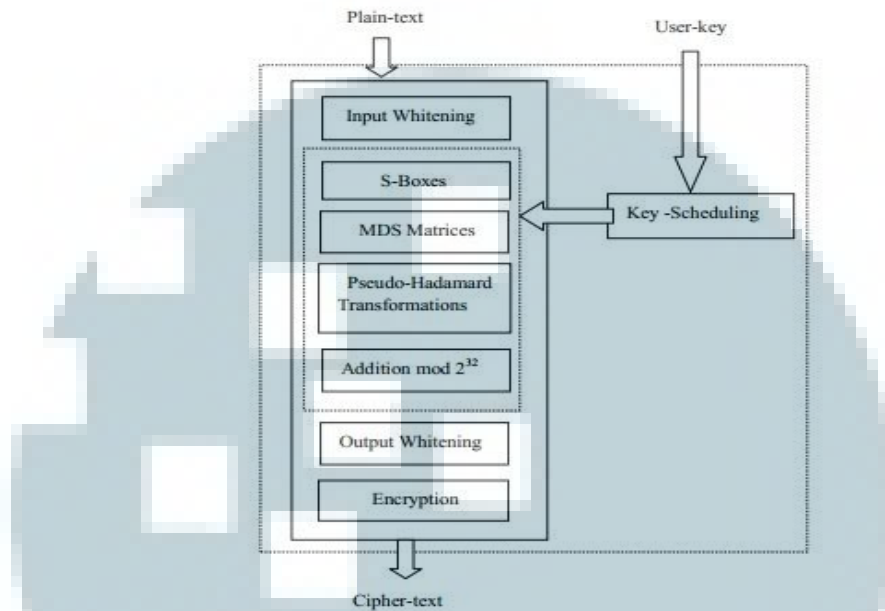 Plain-text
User-key
Input Whitening
S-Boxes
MDS Matrices
Key -Scheduling
Pseudo-Hadamard
Transformations
Addition mod 2³²
Output Whitening
Encryption
Cipher-text